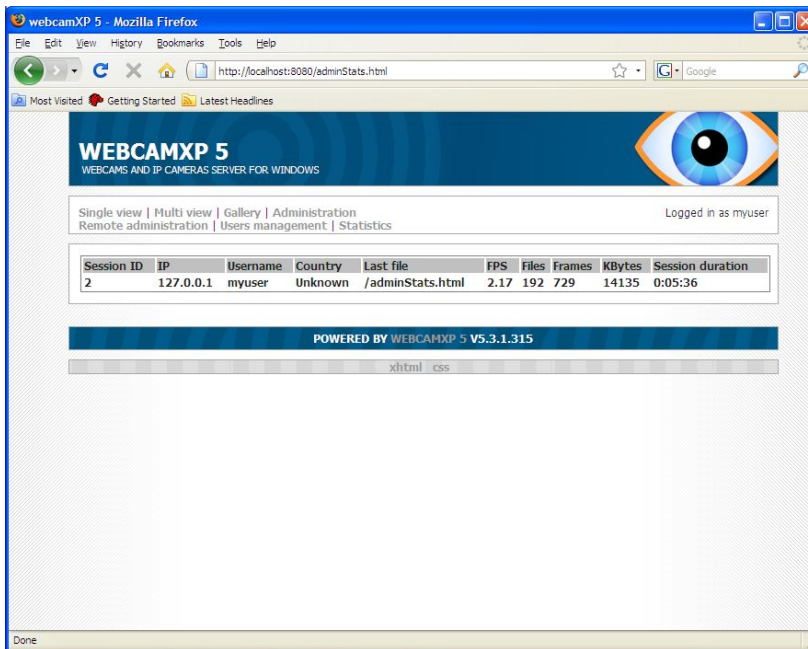 webcamXP 5 - Mozilla Firefox
File Edit View History Bookmarks Tools Help
http://localhost:8080/adminStats.html
G Google
Most Visited Getting Started Latest Headlines
WEBCAMXP 5
WEBCAMS AND IP CAMERAS SERVER FOR WINDOWS
Single view | Multi view | Gallery | Administration
Logged in as myuser
Remote administration | Users management | Statistics
Session ID IP Username Country Last file FPS Files Frames KBytes Session duration
2 127.0.0.1 myuser Unknown /adminStats.html 2.17 192 729 14135 0:05:36
POWERED BY WEBCAMXP 5 V5.3.1.315
xhtml css
Done